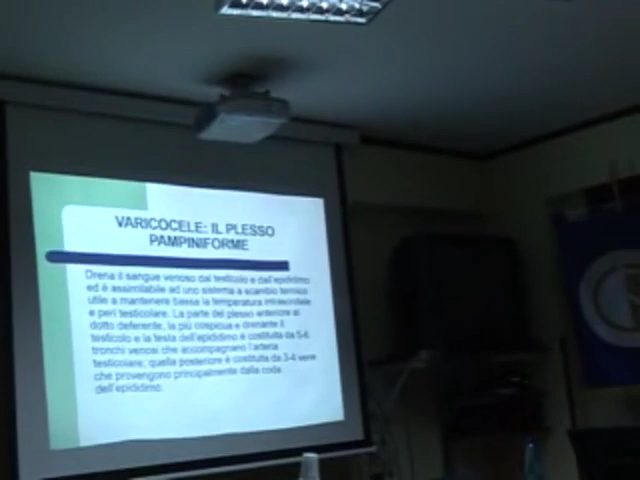 VARICOCELE: IL PLESSO
PAMPINIFORME
Drena il sangue venoso dal testicolo e dall'epididimo
ed è assimilabile ad uno sistema a scambio termico
utile a mantenere bassa la temperatura intrascrotale
e peri testicolare. La parte del plesso anteriore al
dotto deferente, la più cospicua e drenante il
testicolo e la testa dell'epididimo è costituita da 5-6
tronchi venosi che accompagnano l'arteria
testicolare; quella posteriore è costituita da 3-4 vene
che provengono principalmente dalla coda
dell'epididimo.